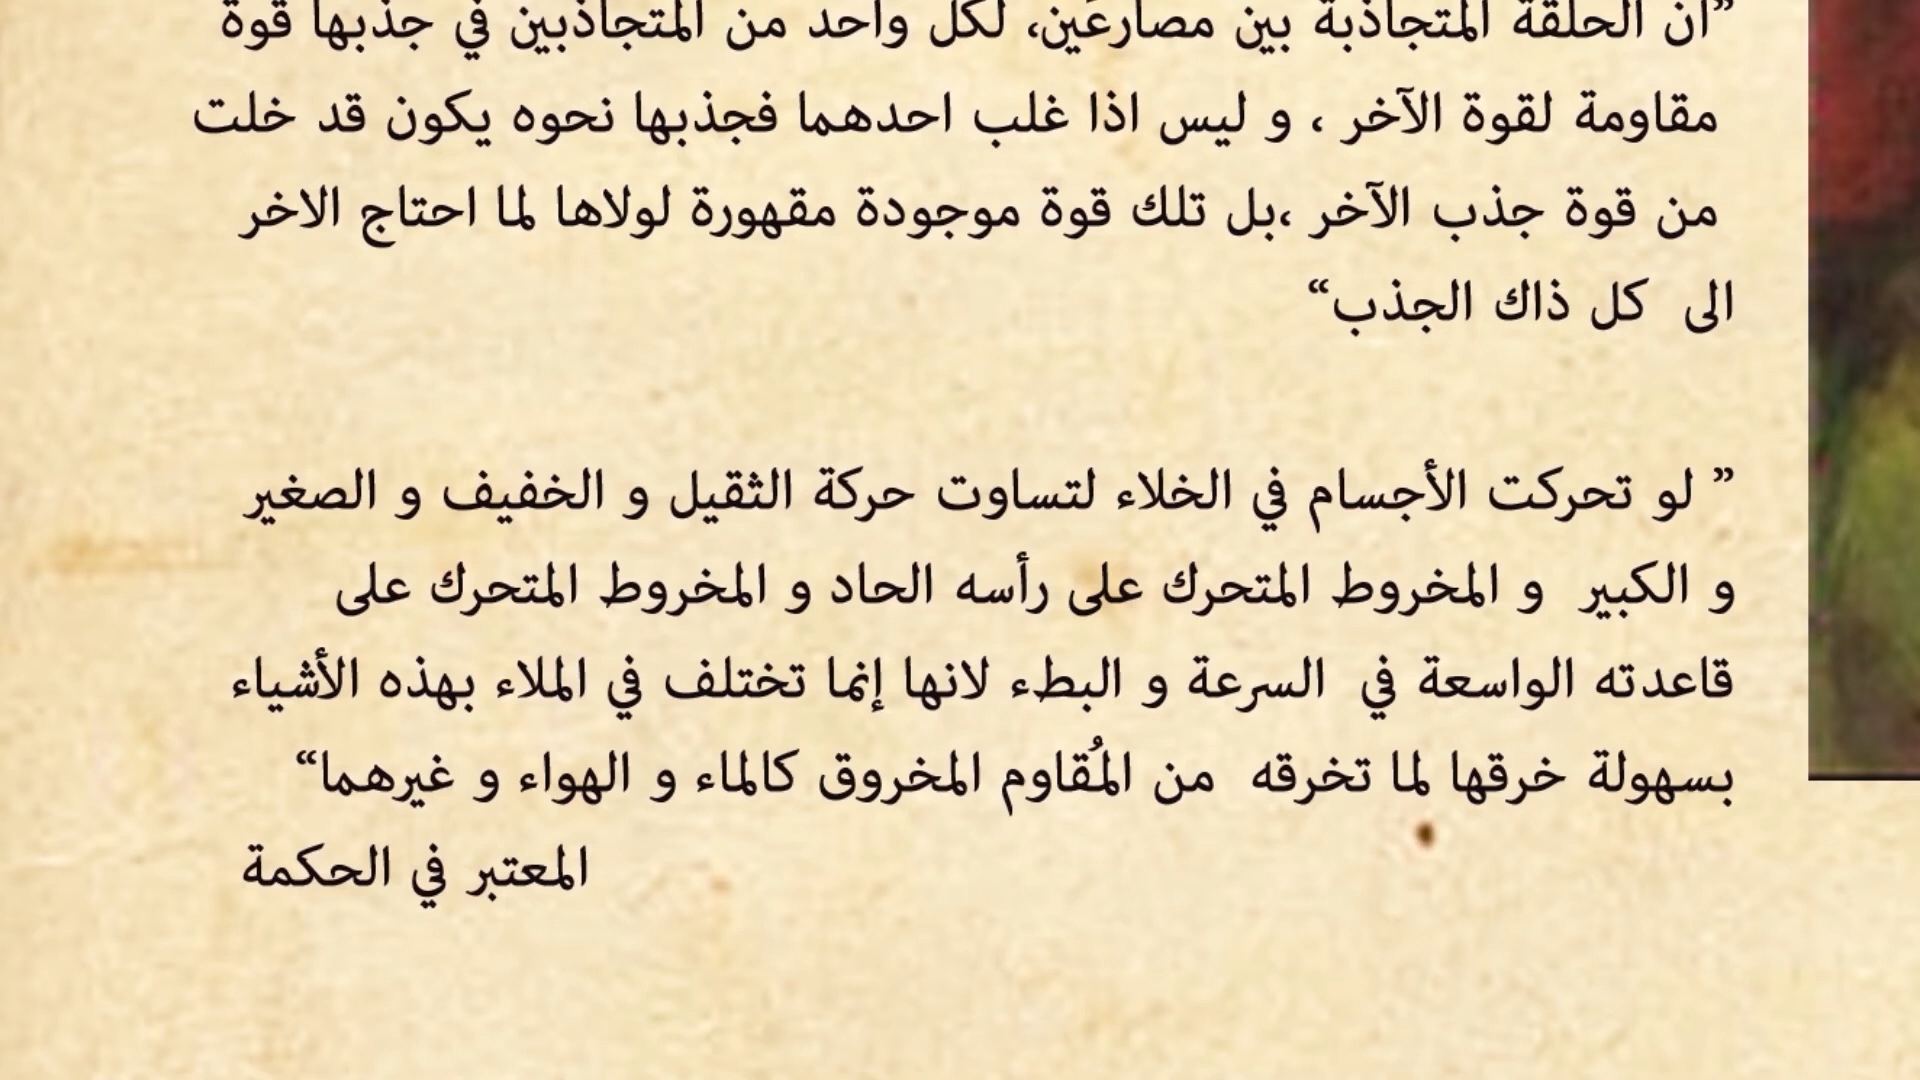 ”ان الحلقة المتجاذبة بين مصارعَين، لكل واحد من المتجاذبين في جذبها قوة
مقاومة لقوة الآخر ، و ليس اذا غلب احدهما فجذبها نحوه يكون قد خلت
من قوة جذب الآخر ،بل تلك قوة موجودة مقهورة لولاها لما احتاج الاخر
الى كل ذاك الجذب“
” لو تحركت الأجسام في الخلاء لتساوت حركة الثقيل و الخفيف و الصغير
و الكبير و المخروط المتحرك على رأسه الحاد و المخروط المتحرك على
قاعدته الواسعة في السرعة و البطء لانها إنما تختلف في الملاء بهذه الأشياء
بسهولة خرقها لما تخرقه من المُقاوم المخروق كالماء و الهواء و غيرهما“
المعتبر في الحكمة